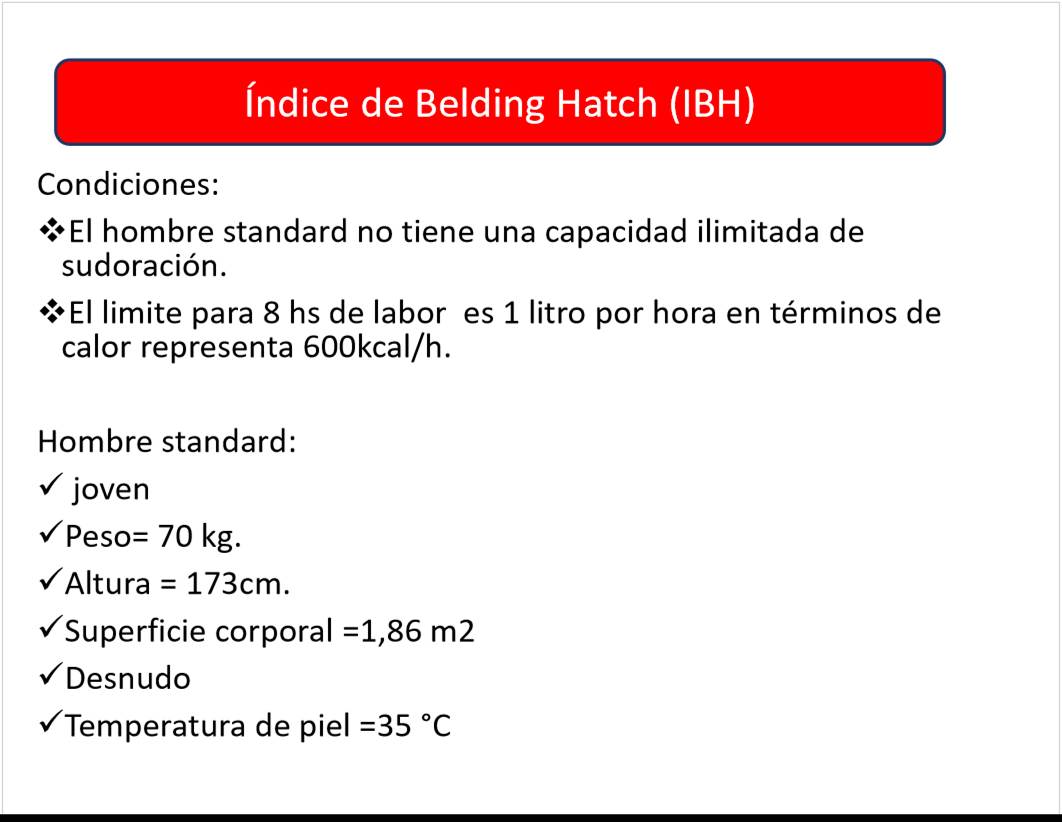 Índice de Belding Hatch (IBH)
Condiciones:
❖El hombre standard no tiene una capacidad ilimitada de
sudoración.
❖El limite para 8 hs de labor  es 1 litro por hora en términos de
calor representa 600kcal/h.
Hombre standard:
✓ joven
✓Peso= 70 kg.
✓Altura = 173cm.
✓Superficie corporal =1,86 m2
✓Desnudo
✓Temperatura de piel =35 °C